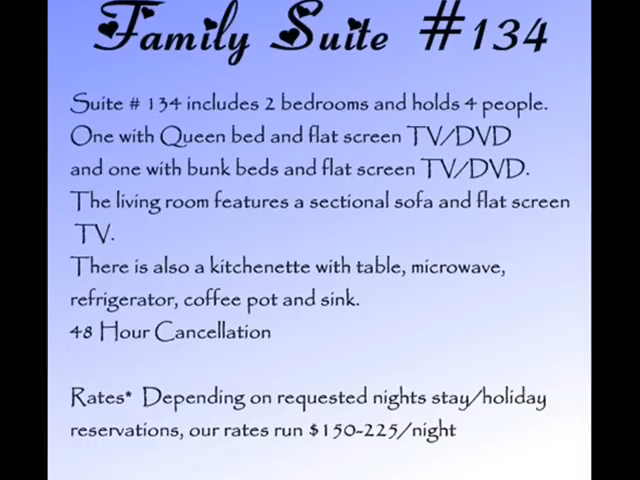 Family Suite #134
Suite # 134 includes 2 bedrooms and holds 4 people.
One with Queen bed and flat screen TV/DVD
and one with bunk beds and flat screen TV/DVD.
The living room features a sectional sofa and flat screen
TV.
There is also a kitchenette with table, microwave,
refrigerator, coffee pot and sink.
48 Hour Cancellation
Rates* Depending on requested nights stay/holiday
reservations, our rates run $150-225/night